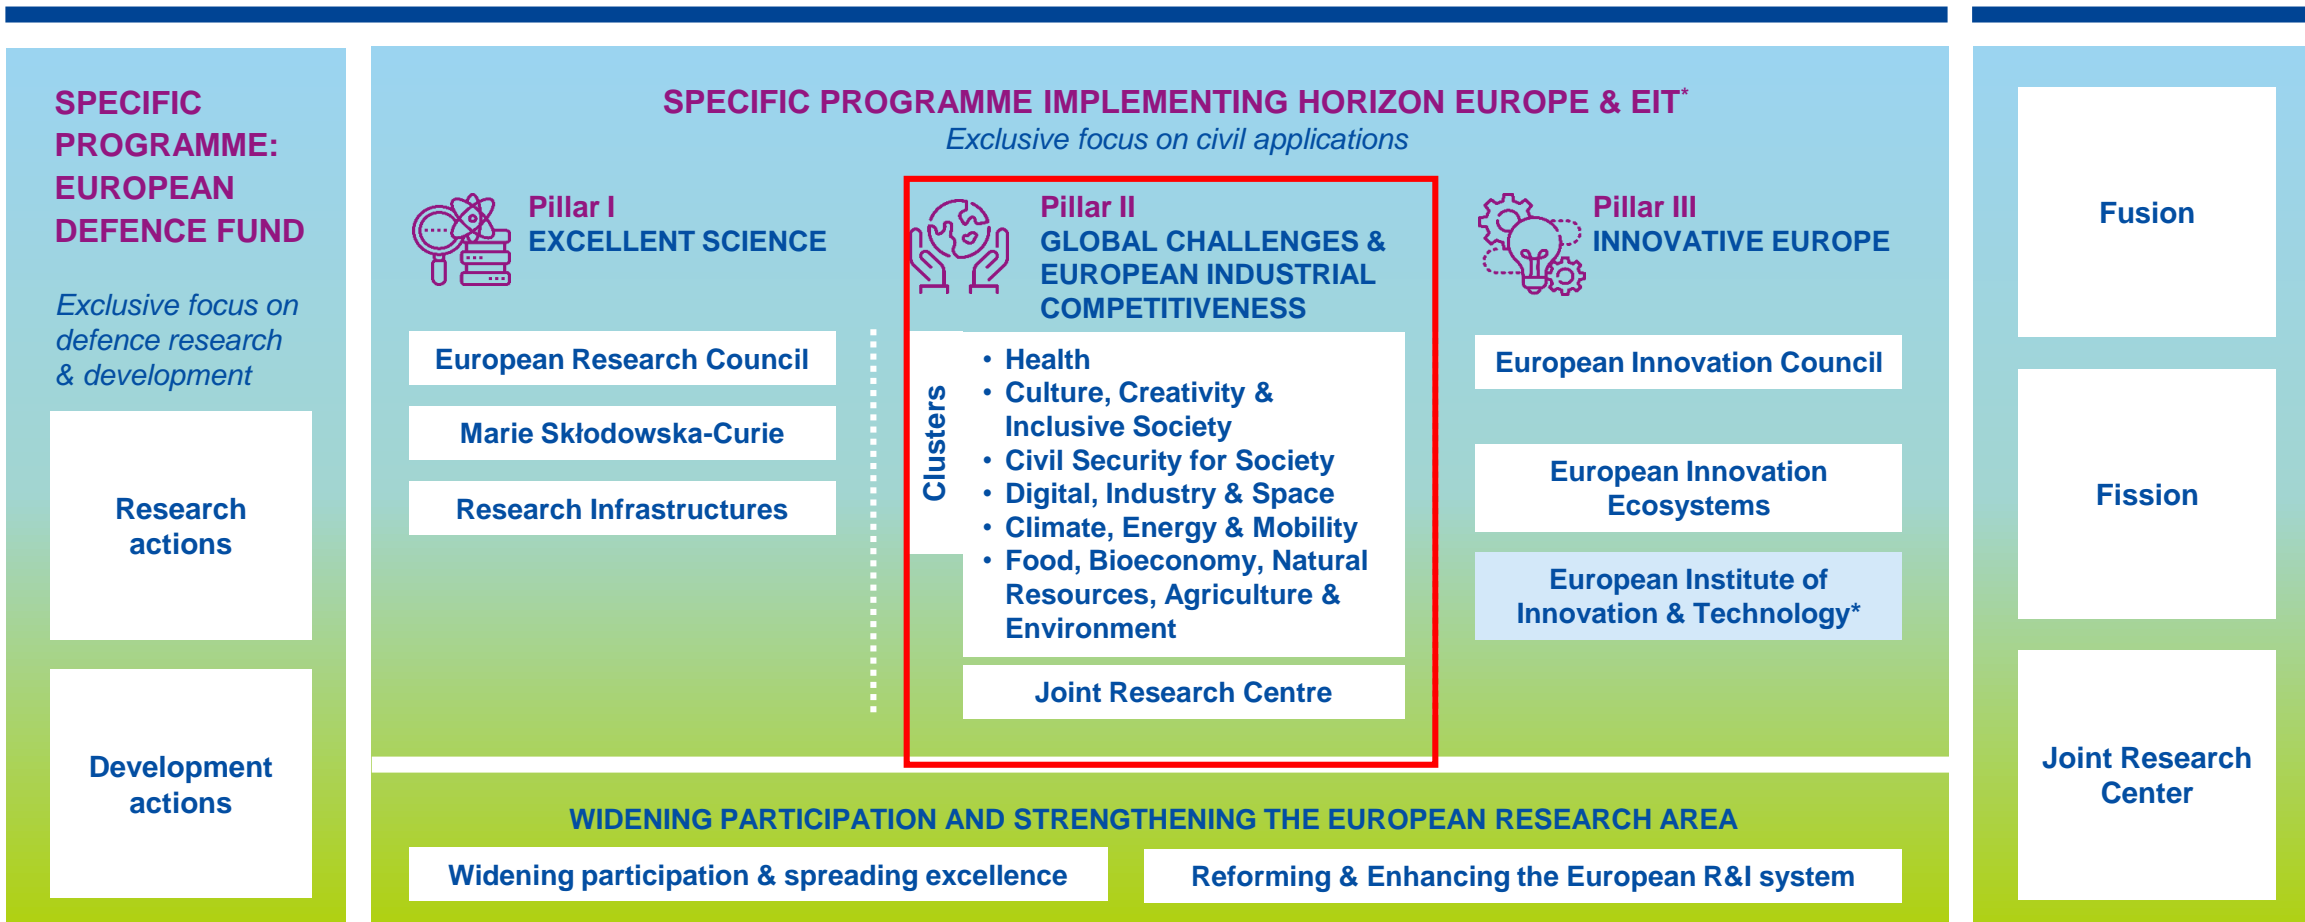 SPECIFIC
PROGRAMME:
EUROPEAN
DEFENCE FUND
Exclusive focus on
defence research
& development
Research
actions
Development
actions
SPECIFIC PROGRAMME IMPLEMENTING HORIZON EUROPE & EIT*
Exclusive focus on civil applications
Pillar I
EXCELLENT SCIENCE
European Research Council
Marie Skłodowska-Curie
Research Infrastructures
Pillar II
GLOBAL CHALLENGES &
EUROPEAN INDUSTRIAL
COMPETITIVENESS
Clusters
• Health
• Culture, Creativity &
Inclusive Society
• Civil Security for Society
• Digital, Industry & Space
• Climate, Energy & Mobility
• Food, Bioeconomy, Natural
Resources, Agriculture &
Environment
Joint Research Centre
Pillar III
INNOVATIVE EUROPE
European Innovation Council
European Innovation
Ecosystems
European Institute of
Innovation & Technology*
WIDENING PARTICIPATION AND STRENGTHENING THE EUROPEAN RESEARCH AREA
Widening participation & spreading excellence
Reforming & Enhancing the European R&I system
Fusion
Fission
Joint Research
Center